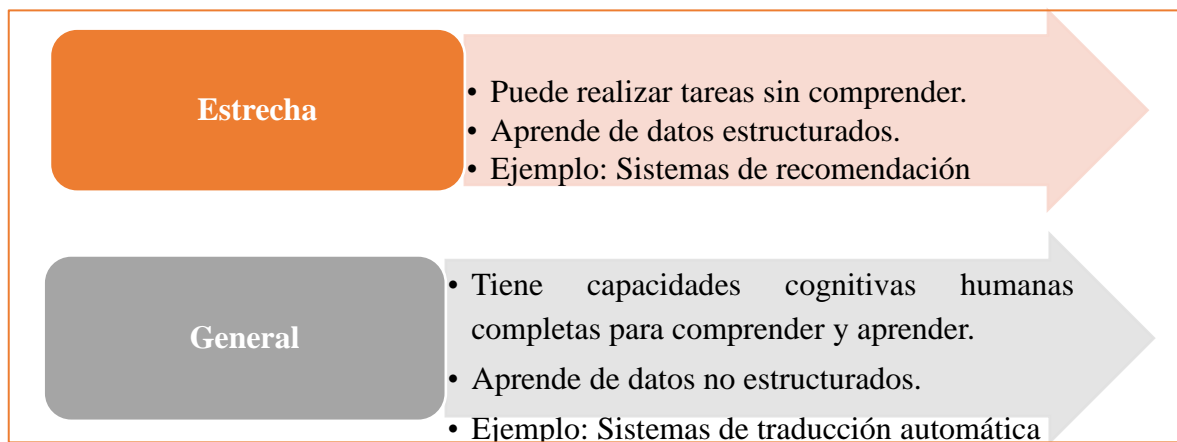 Estrecha
• Puede realizar tareas sin comprender.
• Aprende de datos estructurados.
• Ejemplo: Sistemas de recomendación
General
• Tiene capacidades cognitivas humanas
completas para comprender y aprender.
• Aprende de datos no estructurados.
• Ejemplo: Sistemas de traducción automática